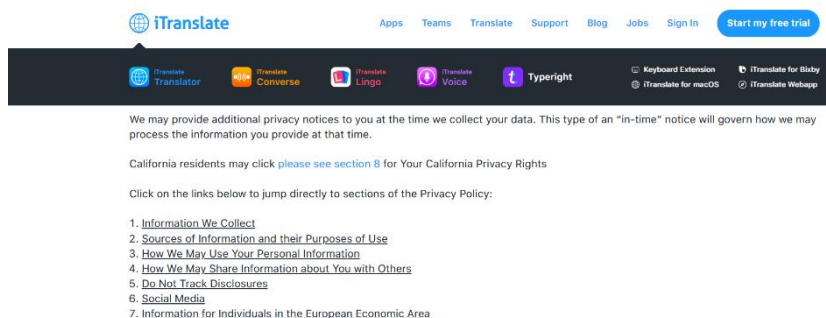 iTranslate
Apps Teams Translate Support Blog Jobs Sign In Start my free trial
iTranslate Translator
iTranslate Converse
iTranslate Lingo
iTranslate Voice
Typeright
Keyboard Extension
iTranslate for Bixby
iTranslate for macOS
iTranslate Webapp
We may provide additional privacy notices to you at the time we collect your data. This type of an “in-time” notice will govern how we may
process the information you provide at that time.
California residents may click please see section 8 for Your California Privacy Rights
Click on the links below to jump directly to sections of the Privacy Policy:
1. Information We Collect
2. Sources of Information and their Purposes of Use
3. How We May Use Your Personal Information
4. How We May Share Information about You with Others
5. Do Not Track Disclosures
6. Social Media
7. Information for Individuals in the European Economic Area